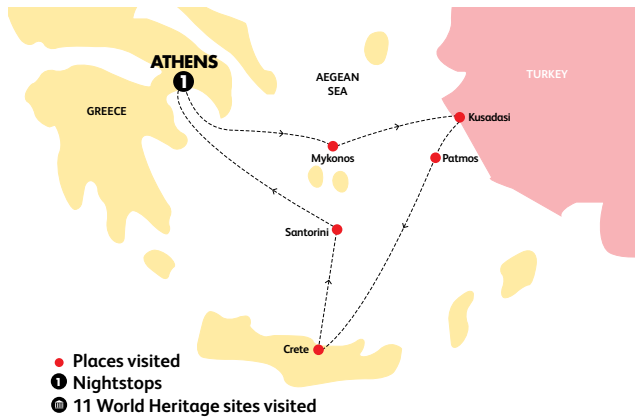 ATHENS
1
AEGEAN
SEA
TURKEY
GREECE
Kusadasi
Mykonos
Patmos
Santorini
Crete
Places visited
1 Nightstops
11 World Heritage sites visited